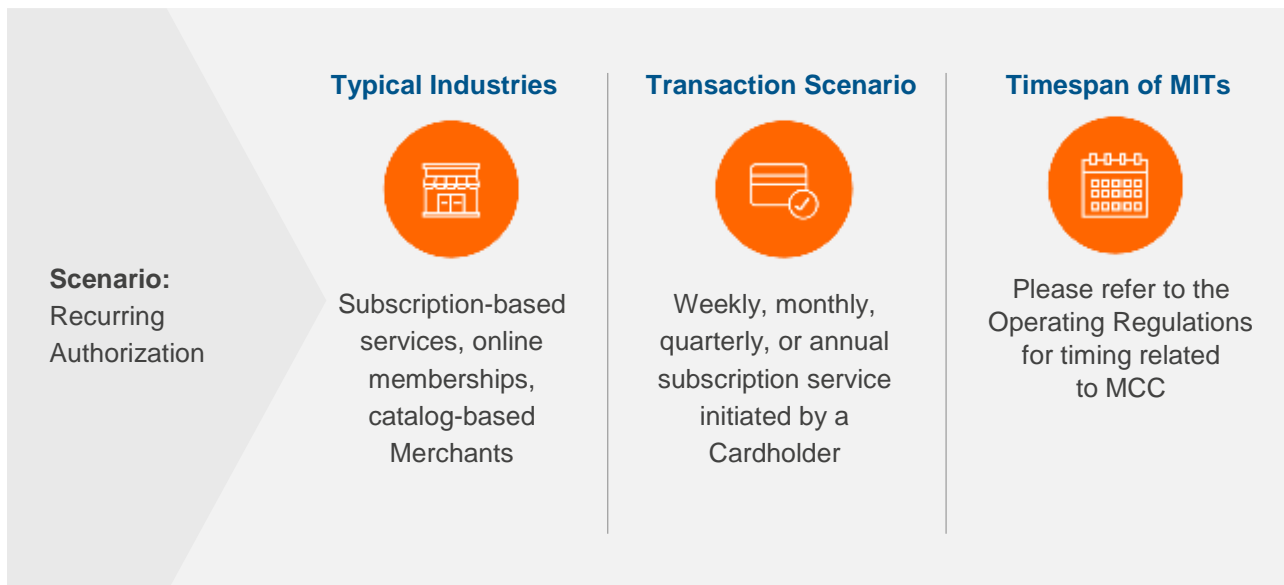 Scenario:
Recurring
Authorization
Typical Industries
Subscription-based
services, online
memberships,
catalog-based
Merchants
Transaction Scenario
Weekly, monthly,
quarterly, or annual
subscription service
initiated by a
Cardholder
Timespan of MITs
Please refer to the
Operating Regulations
for timing related
to MCC